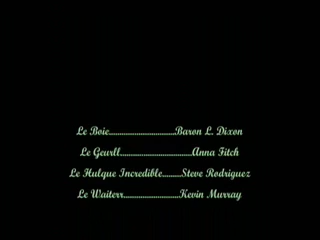 Le Boie..................................Baron L. Dixon
Le Geurll....................................Anna Fitch
Le Hulque Incredible..........Steve Rodriguez
Le Waiterr............................Kevin Murray